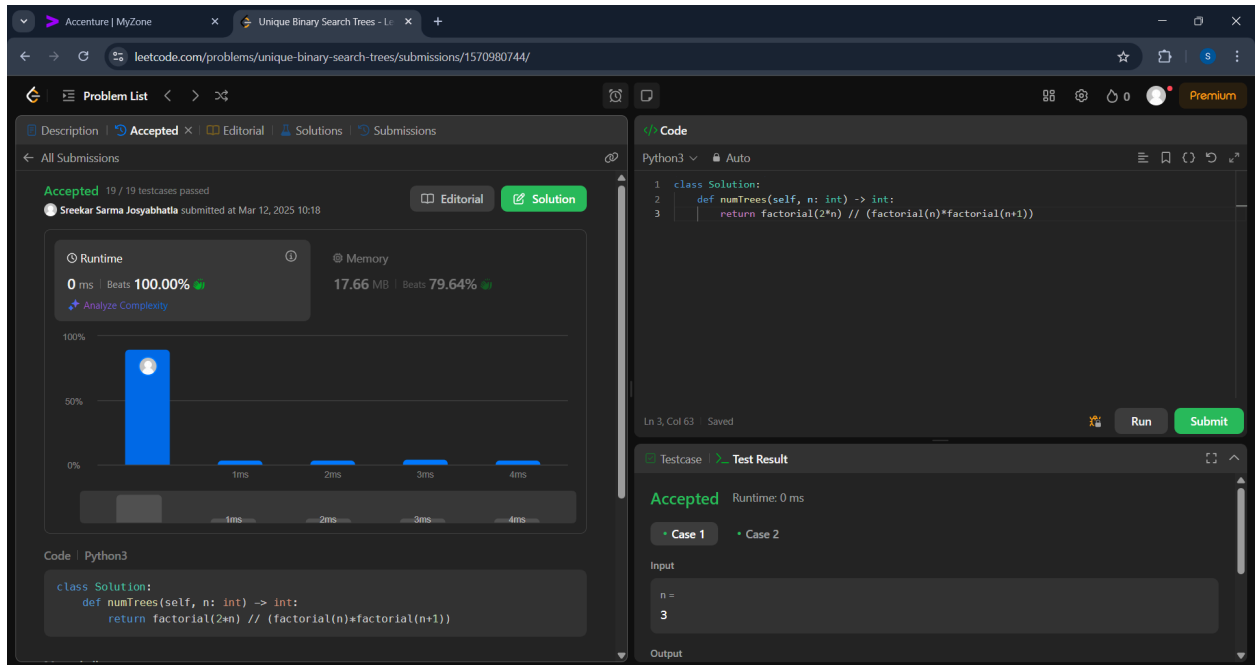 Accenture | MyZone
Unique Binary Search Trees - Le
leetcode.com/problems/unique-binary-search-trees/submissions/1570980744/
S
Problem List
0
Premium
Description
Accepted
Editorial
Solutions
Submissions
All Submissions
Accepted 19 / 19 testcases passed
Sreekar Sarma Josyabhatla submitted at Mar 12, 2025 10:18
Editorial
Solution
Runtime
0 ms Beats 100.00%
Analyze Complexity
Memory
17.66 MB Beats 79.64%
100%
50%
0%
1ms 2ms 3ms 4ms
1ms 2ms 3ms 4ms
Code Python3
class Solution:
def numTrees(self, n: int) -> int:
return factorial(2*n) // (factorial(n)*factorial(n+1))
</> Code
Python3 Auto
1 class Solution:
2 def numTrees(self, n: int) -> int:
3 return factorial(2*n) // (factorial(n)*factorial(n+1))
Ln 3, Col 63 Saved
Run
Submit
Testcase
>_ Test Result
Accepted Runtime: 0 ms
• Case 1 • Case 2
Input
n =
3
Output